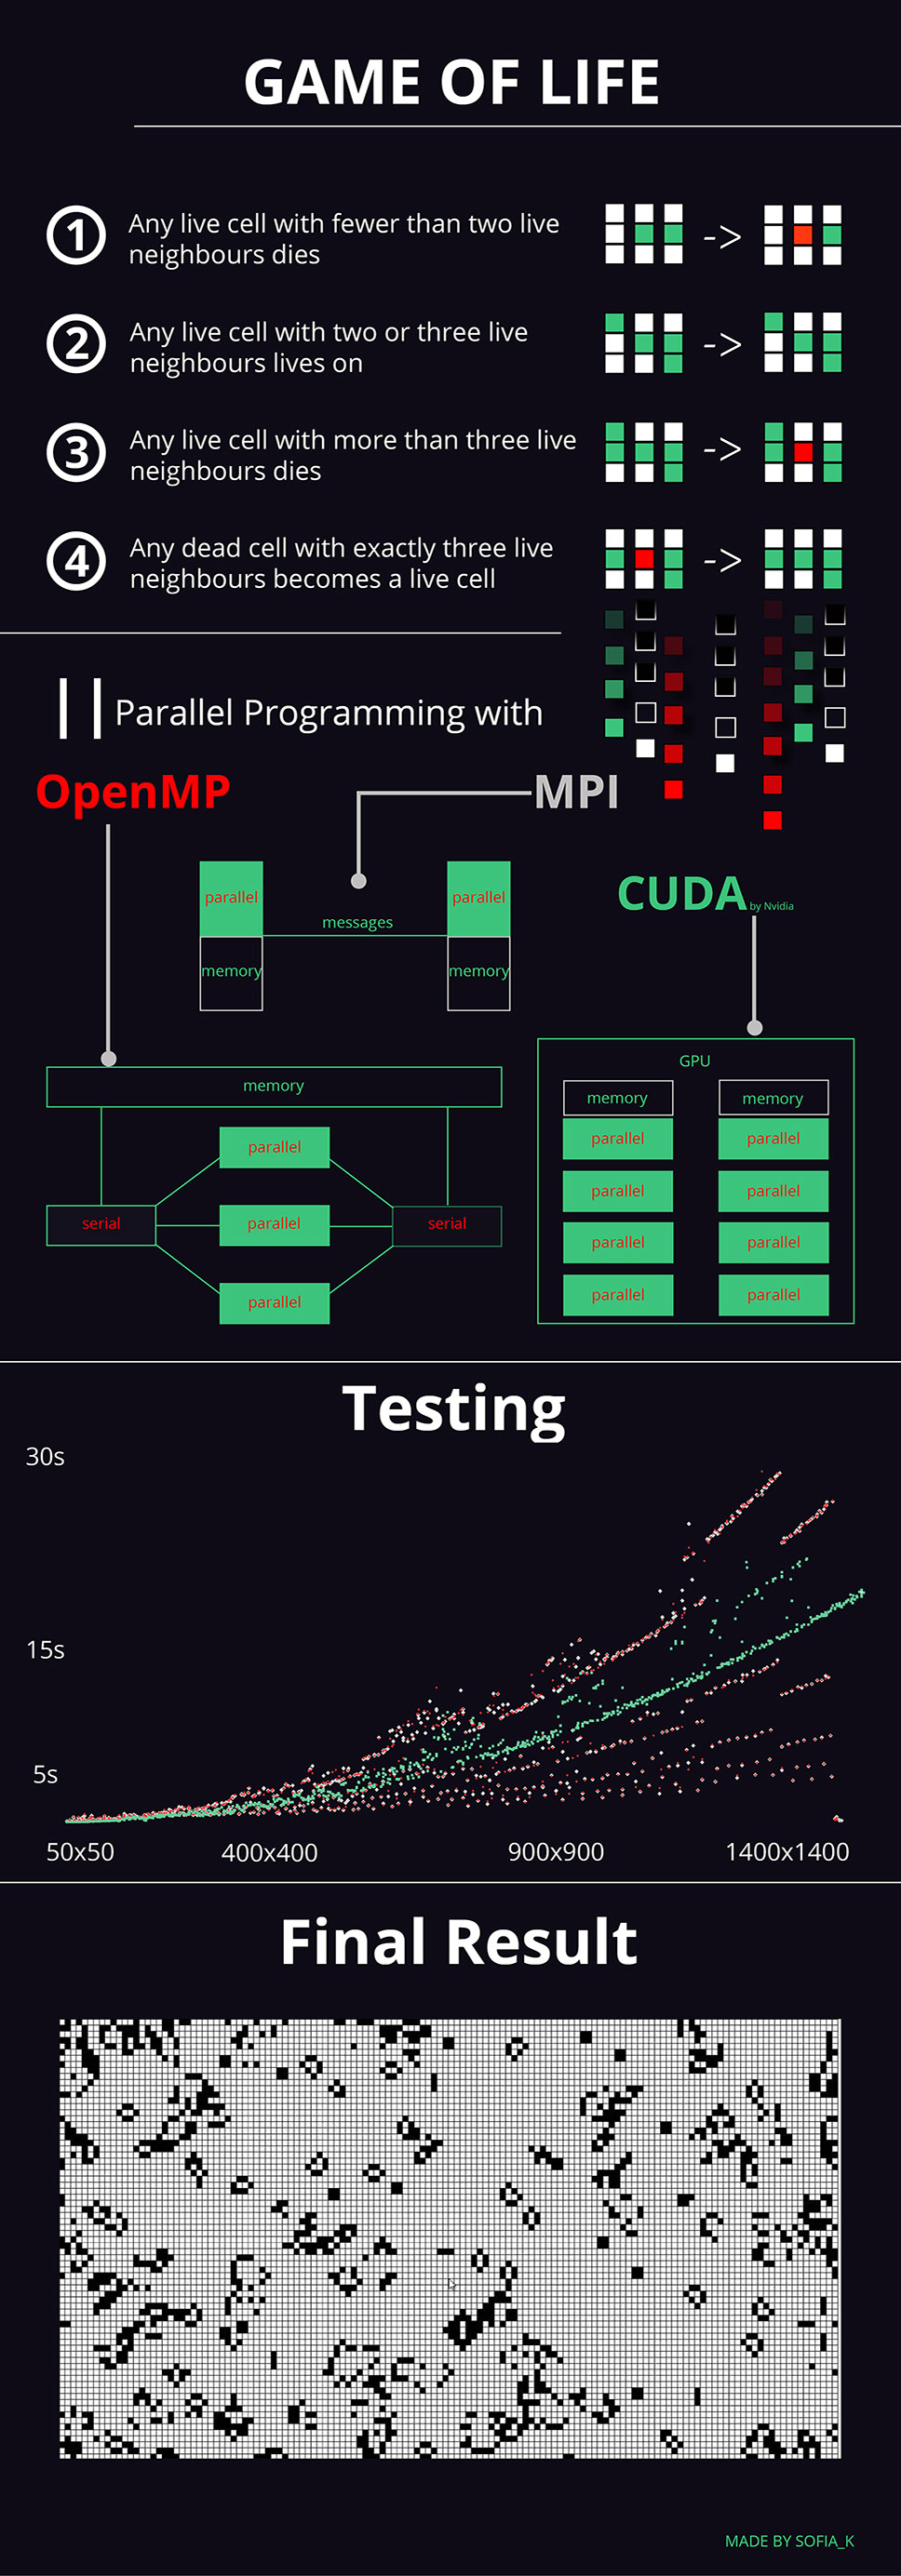 GAME OF LIFE
1
Any live cell with fewer than two live
neighbours dies
->
2
Any live cell with two or three live
neighbours lives on
->
3
Any live cell with more than three live
neighbours dies
->
4
Any dead cell with exactly three live
neighbours becomes a live cell
->
Parallel Programming with
OpenMP
MPI
parallel
parallel
messages
memory
memory
CUDA by Nvidia
memory
parallel
serial
parallel
serial
parallel
GPU
memory
memory
parallel
parallel
parallel
parallel
parallel
parallel
parallel
parallel
Testing
30s
15s
5s
50x50
400x400
900x900
1400x1400
Final Result
MADE BY SOFIA_K